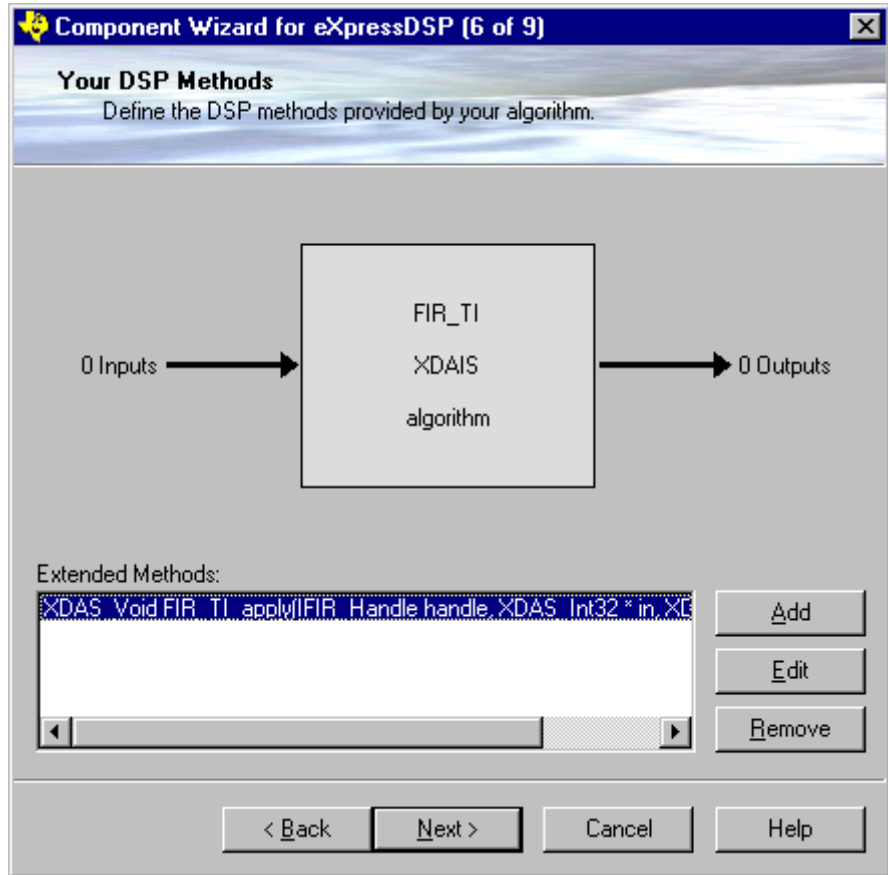 Component Wizard for eXpressDSP (6 of 9)
Your DSP Methods
Define the DSP methods provided by your algorithm.
FIR_TI
0 Inputs
XDAIS
0 Outputs
algorithm
Extended Methods:
XDAS_Void FIR_TI_apply(IFIR_Handle handle, XDAS_Int32 * in, XD
Add
Edit
Remove
< Back
Next >
Cancel
Help